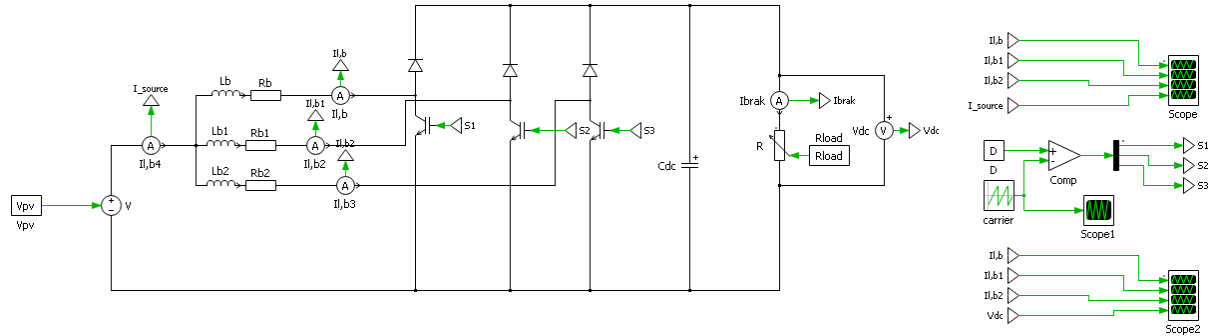 I_source
A
Il,b4
Vpv
Vpv
+
-
V
Lb
Rb
Il,b
A
Il,b
Lb1
Rb1
Il,b1
A
Il,b2
Lb2
Rb2
Il,b2
A
Il,b3
S1
S2
S3
Cdc
+
Ibrak
A
Ibrak
R
Rload
Rload
+
Vdc
V
Vdc
Il,b
Il,b1
Il,b2
I_source
Scope
D
D
carrier
+
-
Comp
S1
S2
S3
Scope1
Il,b
Il,b1
Il,b2
Vdc
Scope2